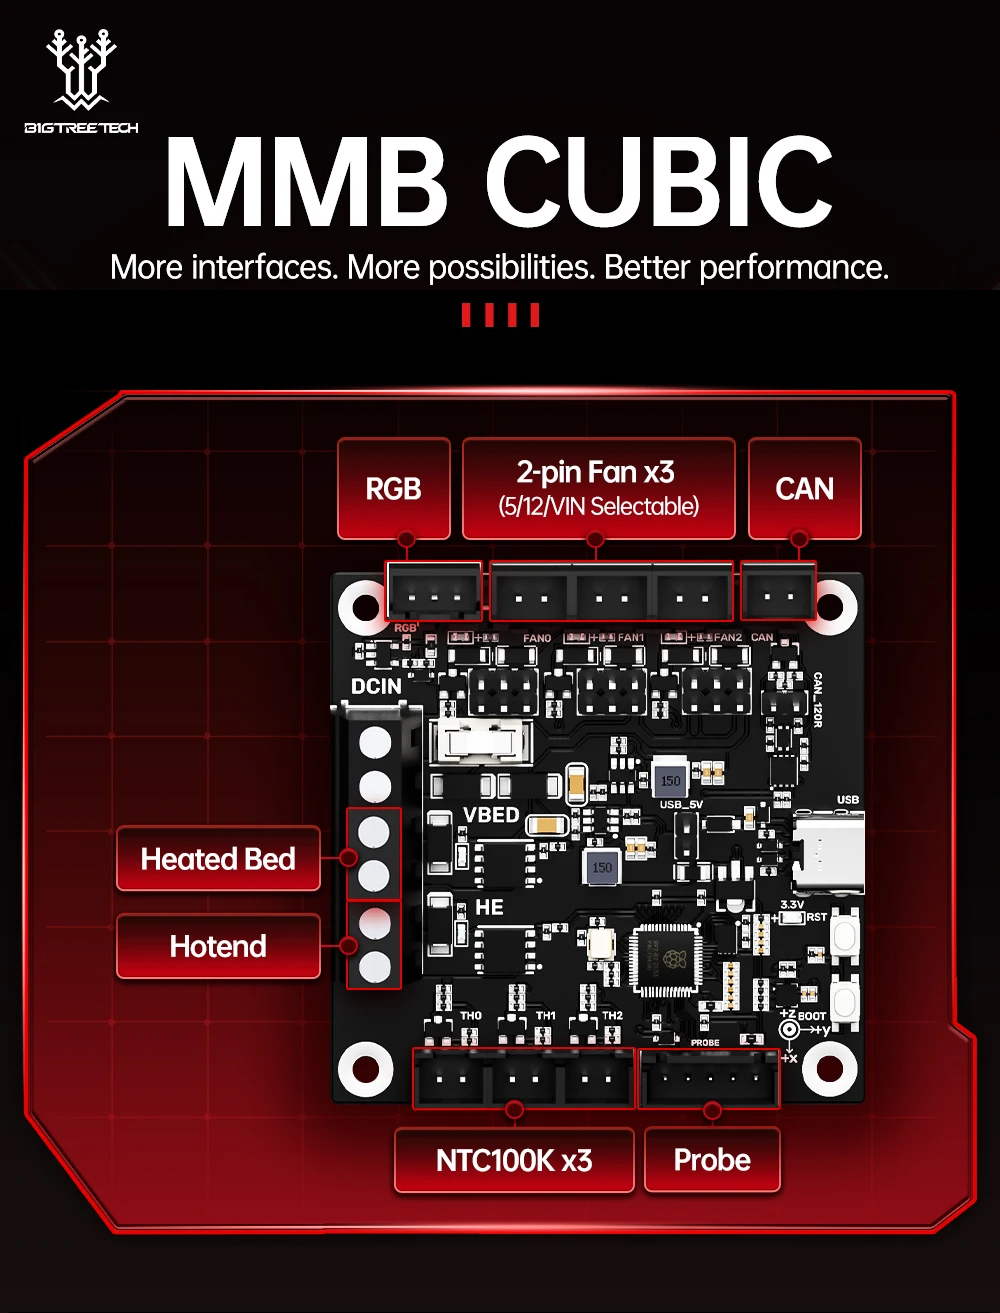 BIGTREETECH
MMB CUBIC
More interfaces. More possibilities. Better performance.
RGB
2-pin Fan x3
(5/12/VIN Selectable)
CAN
RGB
FAN0
FAN1
FAN2
CAN
DCIN
CAN_120R
150
USB_5V
USB
VBED
150
Heated Bed
HE
3.3V
RST
Hotend
TH0
TH1
TH2
+Z
BOOT
+y
PROBE
+x
NTC100K x3
Probe